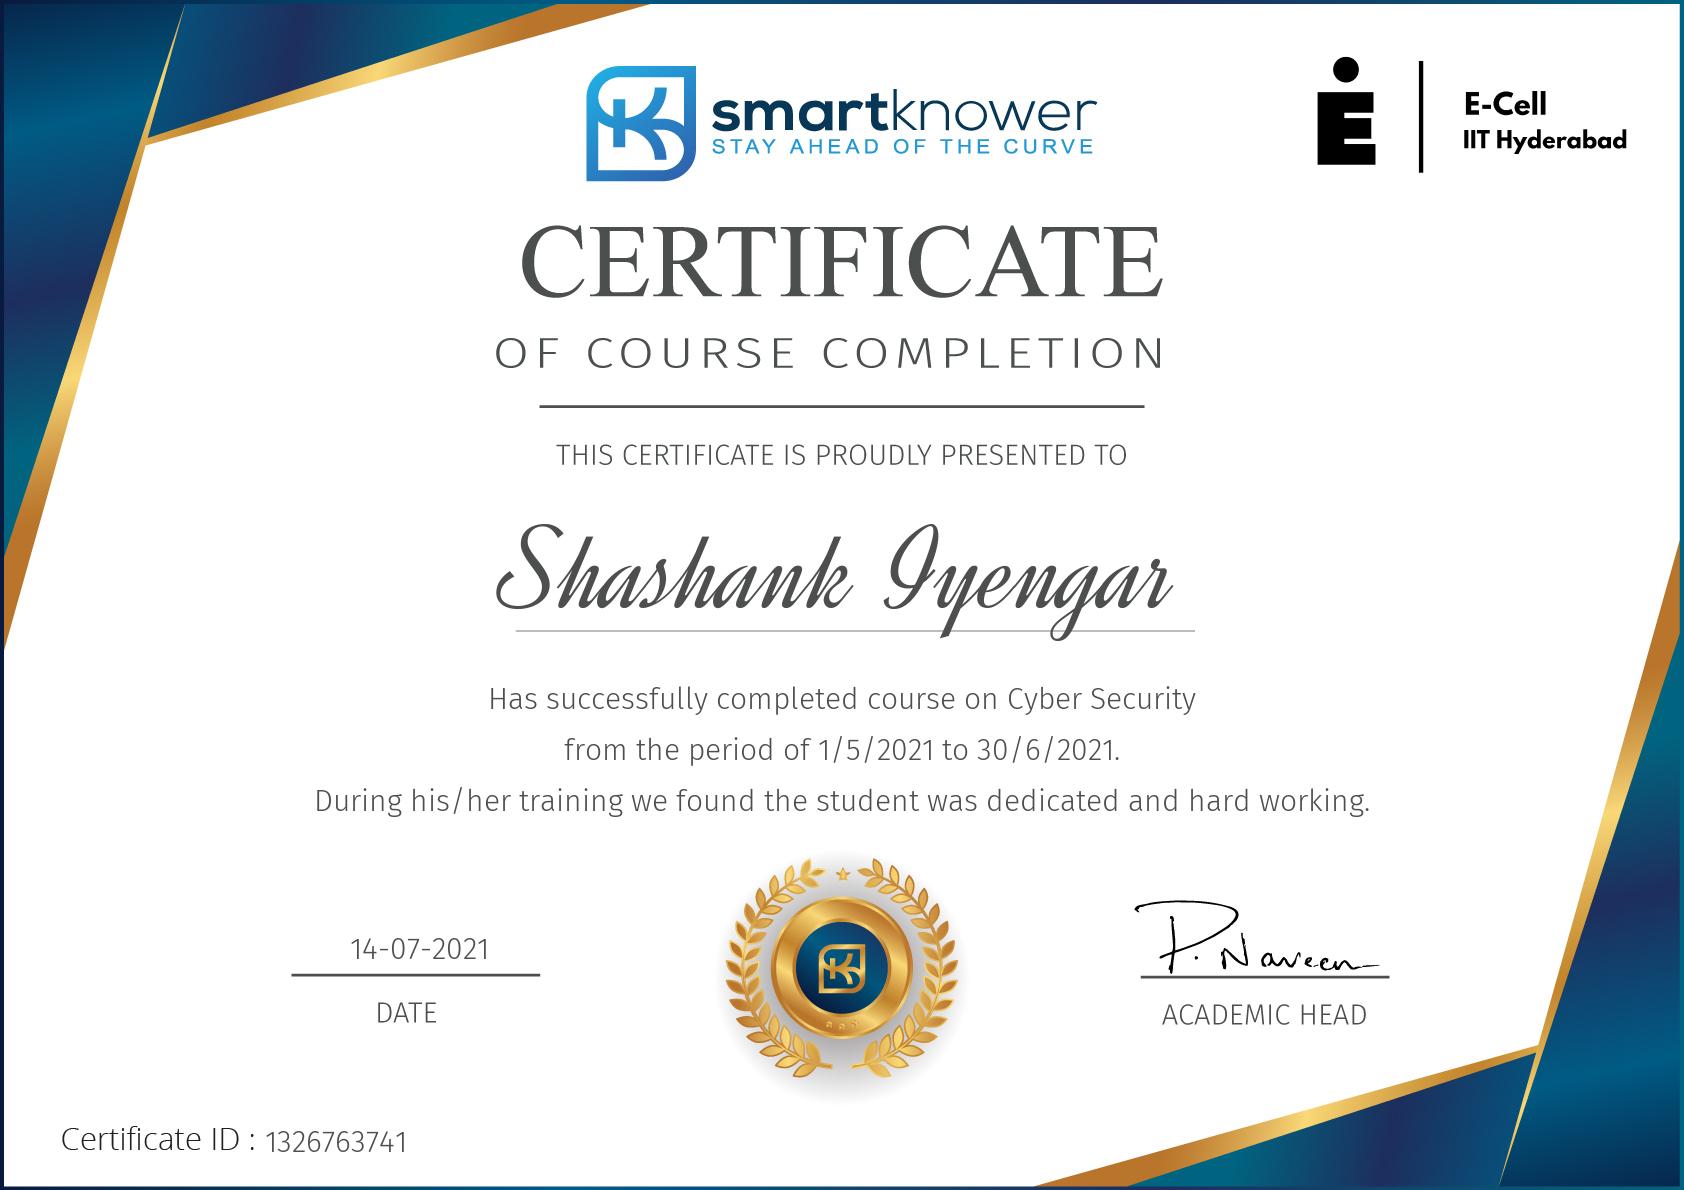 smartknower
STAY AHEAD OF THE CURVE
E-Cell
IIT Hyderabad
CERTIFICATE
OF COURSE COMPLETION
THIS CERTIFICATE IS PROUDLY PRESENTED TO
Shashank Iyengar
Has successfully completed course on Cyber Security
from the period of 1/5/2021 to 30/6/2021.
During his/her training we found the student was dedicated and hard working.
14-07-2021
DATE
P. Naveen
ACADEMIC HEAD
Certificate ID : 1326763741